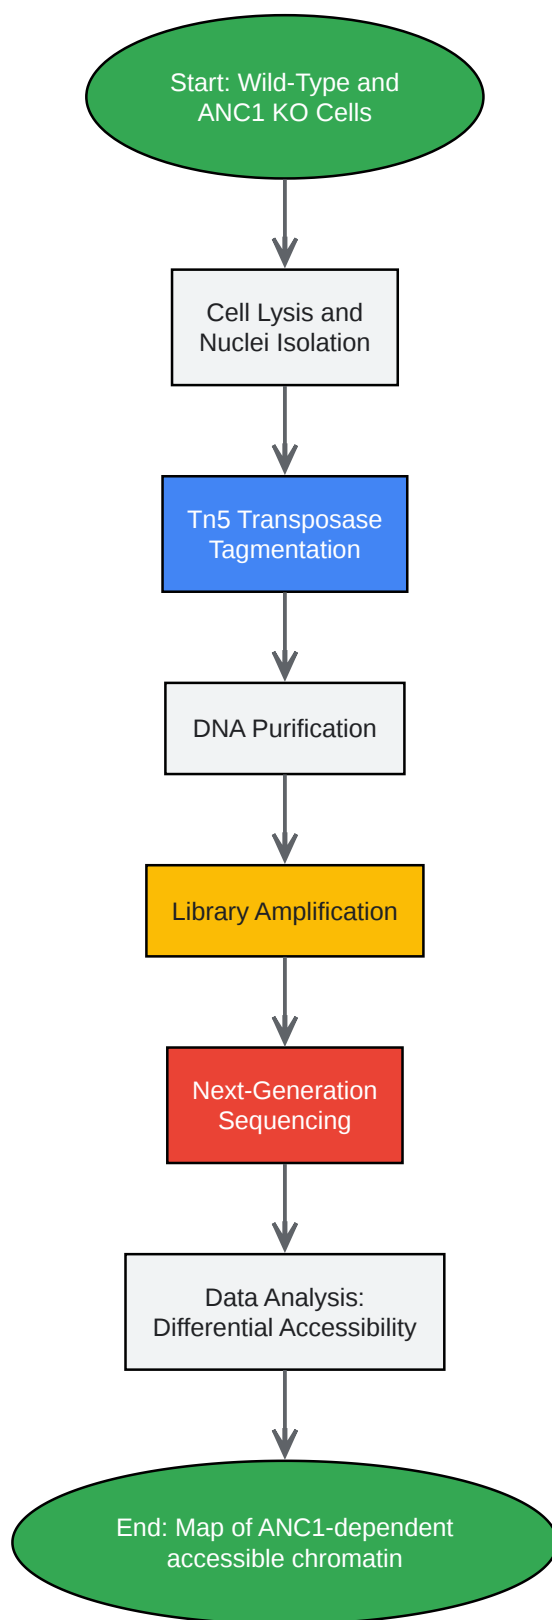 Start: Wild-Type and
ANC1 KO Cells
Cell Lysis and
Nuclei Isolation
Tn5 Transposase
Tagmentation
DNA Purification
Library Amplification
Next-Generation
Sequencing
Data Analysis:
Differential Accessibility
End: Map of ANC1-dependent
accessible chromatin